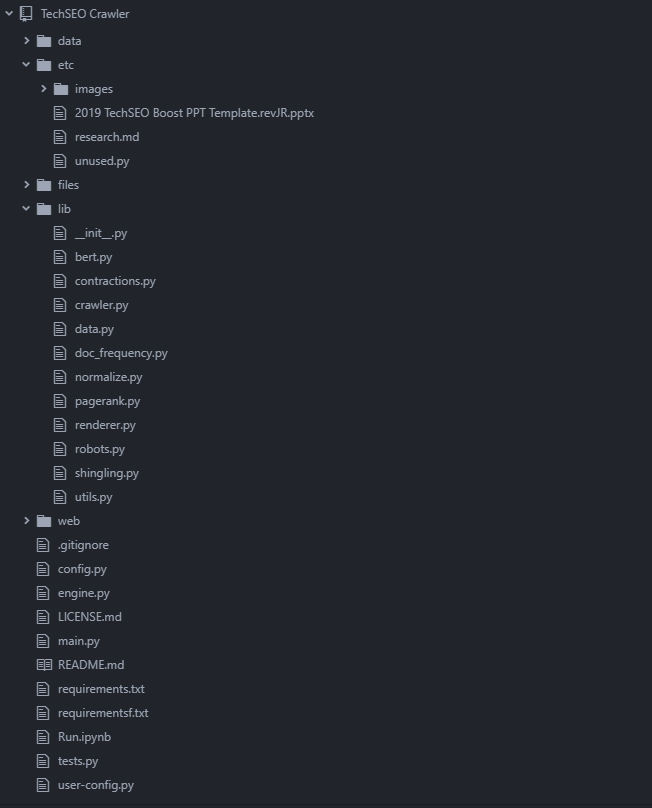 TechSEO Crawler
data
etc
images
2019 TechSEO Boost PPT Template.revJR.pptx
research.md
unused.py
files
lib
__init__.py
bert.py
contractions.py
crawler.py
data.py
doc_frequency.py
normalize.py
pagerank.py
renderer.py
robots.py
shingling.py
utils.py
web
.gitignore
config.py
engine.py
LICENSE.md
main.py
README.md
requirements.txt
requirementsf.txt
Run.ipynb
tests.py
user-config.py